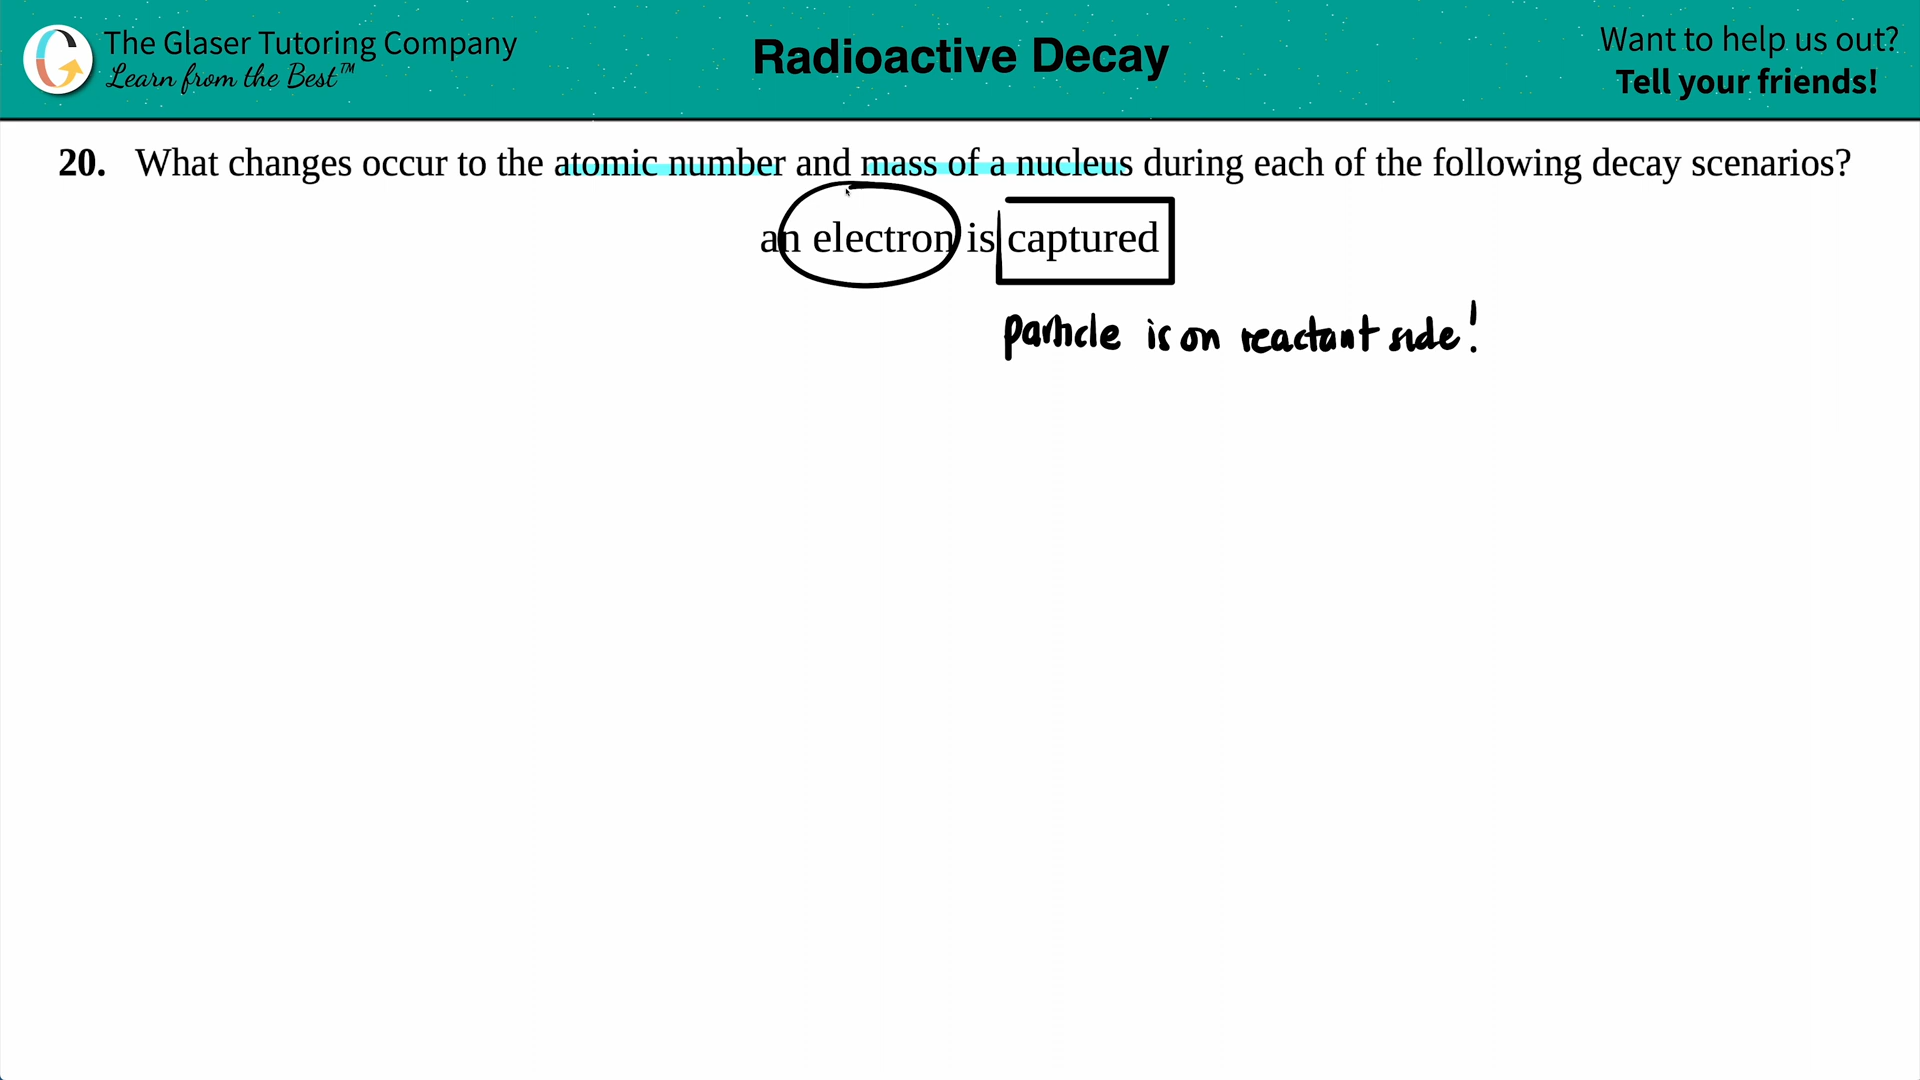 The Glaser Tutoring Company
Learn from the Best™
Radioactive Decay
Want to help us out?
Tell your friends!
20. What changes occur to the atomic number and mass of a nucleus during each of the following decay scenarios?
an electron is captured
particle is on reactant side!